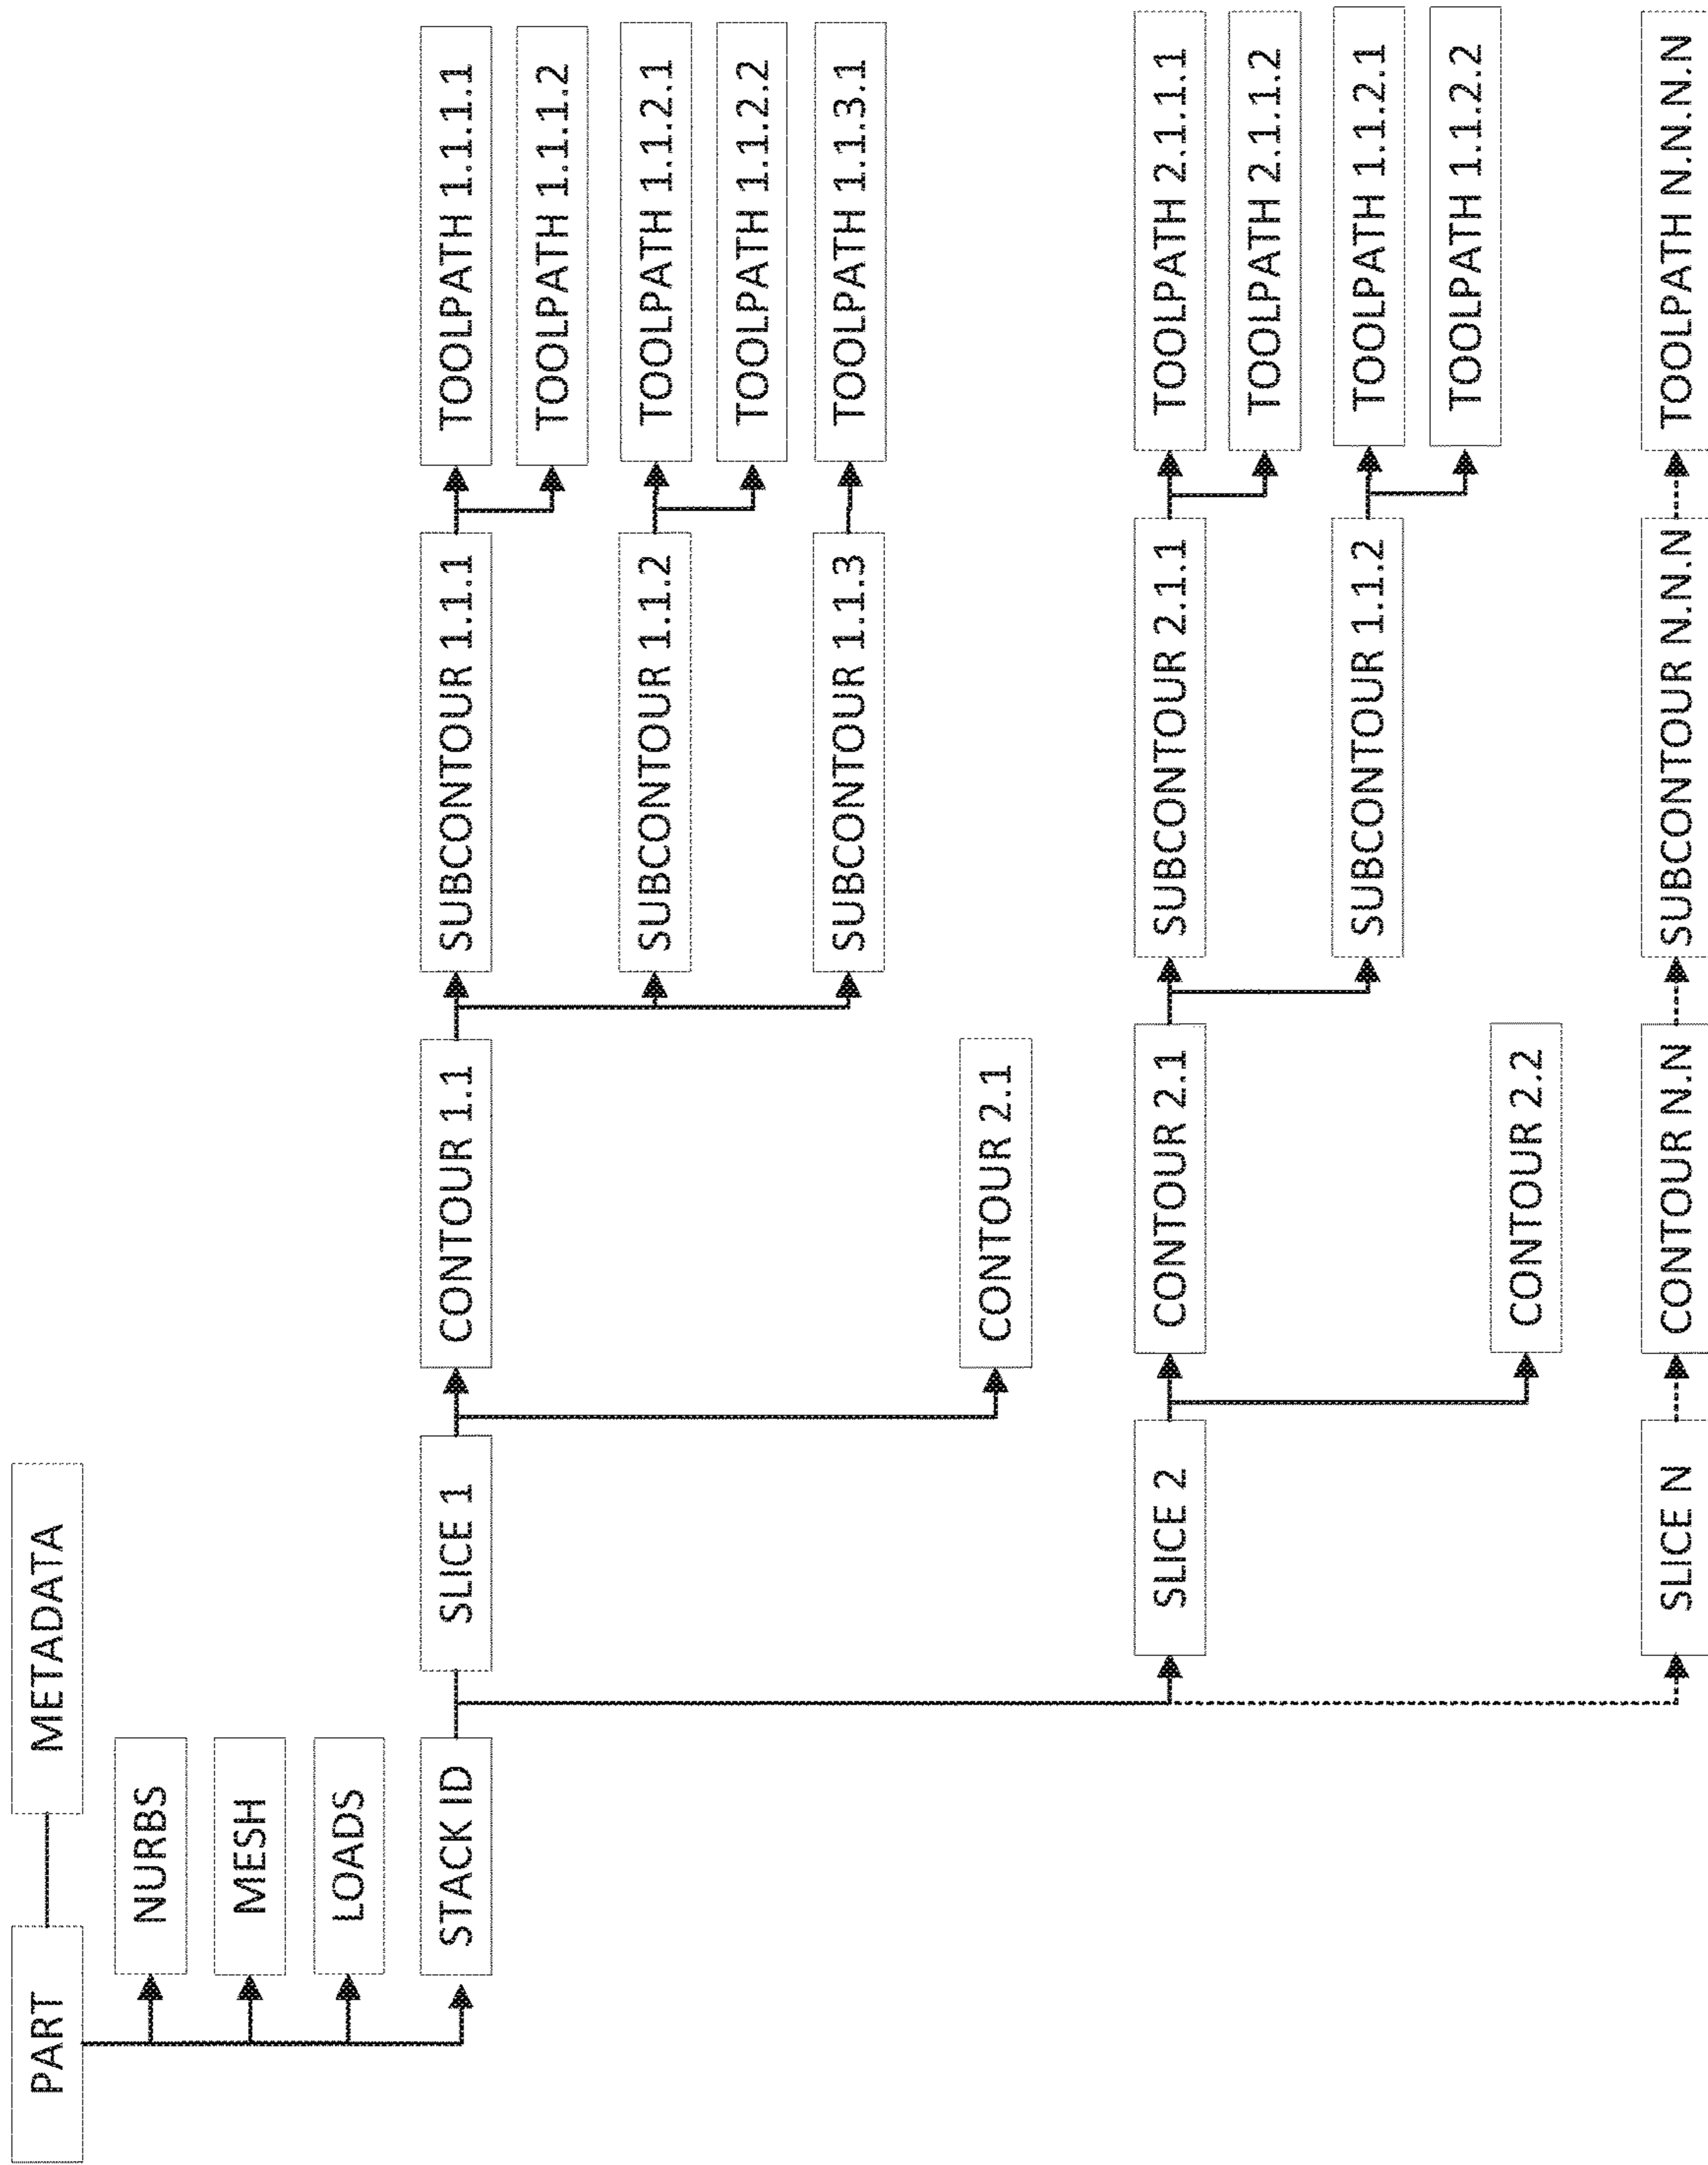 PART
METADATA
NURBS
MESH
LOADS
STACK ID
SLICE 1
CONTOUR 1.1
SUBCONTOUR 1.1.1
TOOLPATH 1.1.1.1
TOOLPATH 1.1.1.2
SUBCONTOUR 1.1.2
TOOLPATH 1.1.2.1
TOOLPATH 1.1.2.2
SUBCONTOUR 1.1.3
TOOLPATH 1.1.3.1
CONTOUR 2.1
SLICE 2
CONTOUR 2.1
SUBCONTOUR 2.1.1
TOOLPATH 2.1.1.1
TOOLPATH 2.1.1.2
SUBCONTOUR 1.1.2
TOOLPATH 1.1.2.1
TOOLPATH 1.1.2.2
CONTOUR 2.2
SLICE N
CONTOUR N.N
SUBCONTOUR N.N.N
TOOLPATH N.N.N.N